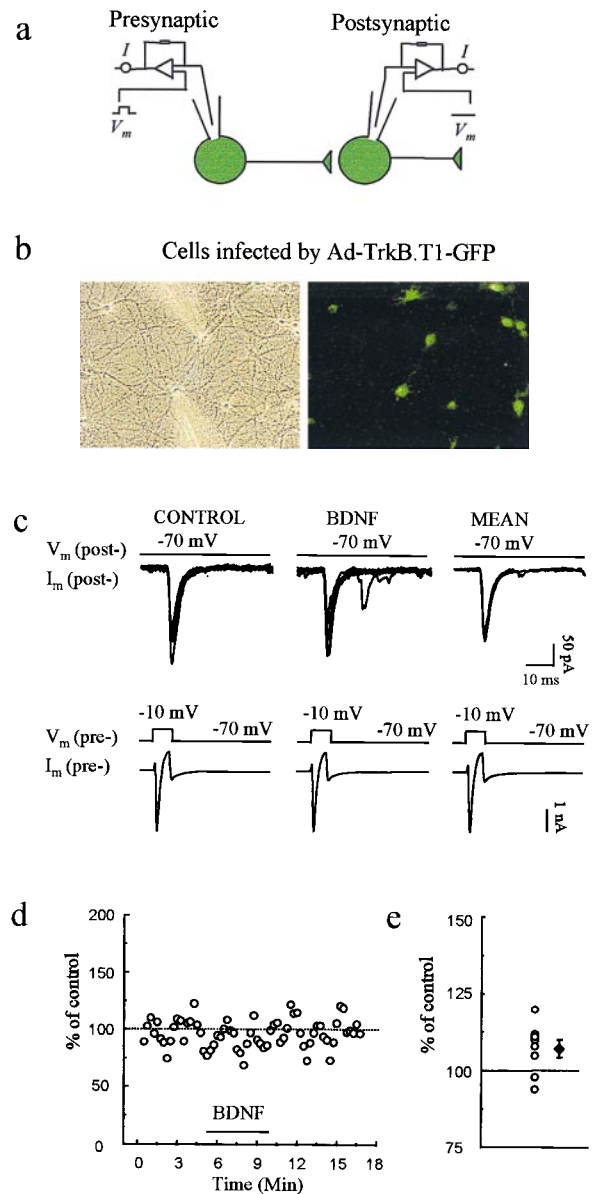 a
Presynaptic
Postsynaptic
I
I
Vm
Vm
b
Cells infected by Ad-TrkB.T1-GFP
c
CONTROL
BDNF
MEAN
Vm (post-)
-70 mV
-70 mV
-70 mV
Im (post-)
50 pA
10 ms
-10 mV
-70 mV
-10 mV
-70 mV
-10 mV
-70 mV
Vm (pre-)
Im (pre-)
1 nA
d
% of control
200
150
100
50
0
BDNF
0 3 6 9 12 15 18
Time (Min)
e
% of control
150
125
100
75